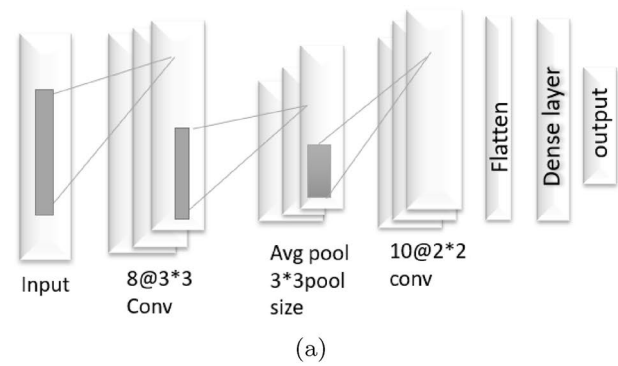 Input
8@3*3
Conv
Avg pool
3*3pool
size
10@2*2
conv
Flatten
Dense layer
output
(a)